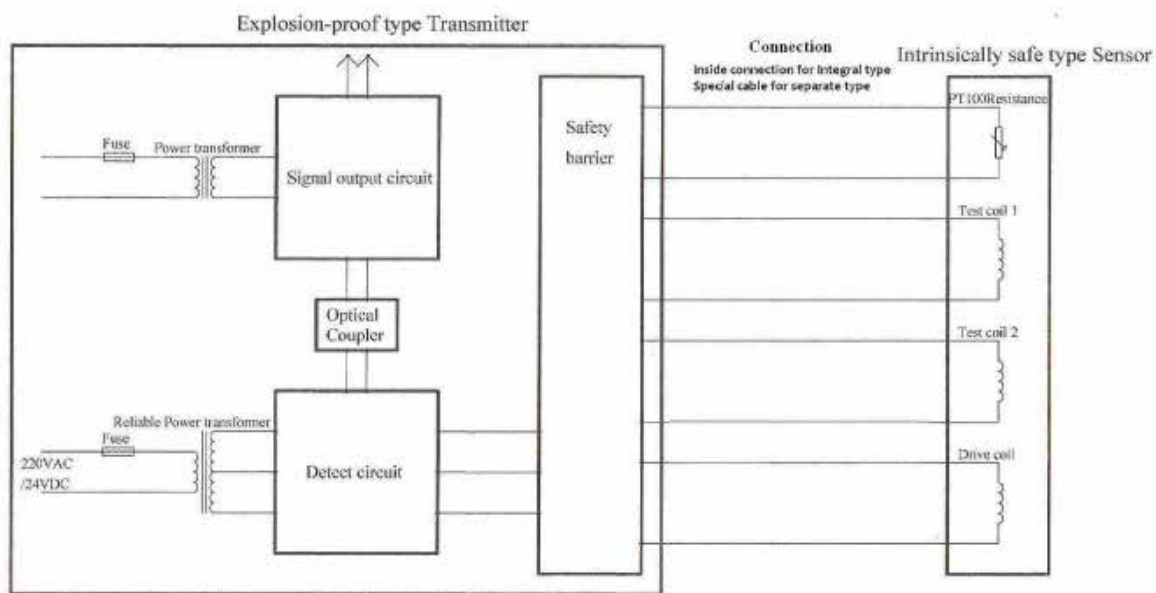 Explosion-proof type Transmitter
Connection
Inside connection for Integral type
Special cable for separate type
Intrinsically safe type Sensor
PT100Resistance
Safety
barrier
Fuse
Power transformer
Signal output circuit
Test coil 1
Optical
Coupler
Test coil 2
Reliable Power transformer
Fuse
220VAC
/24VDC
Detect circuit
Drive coil